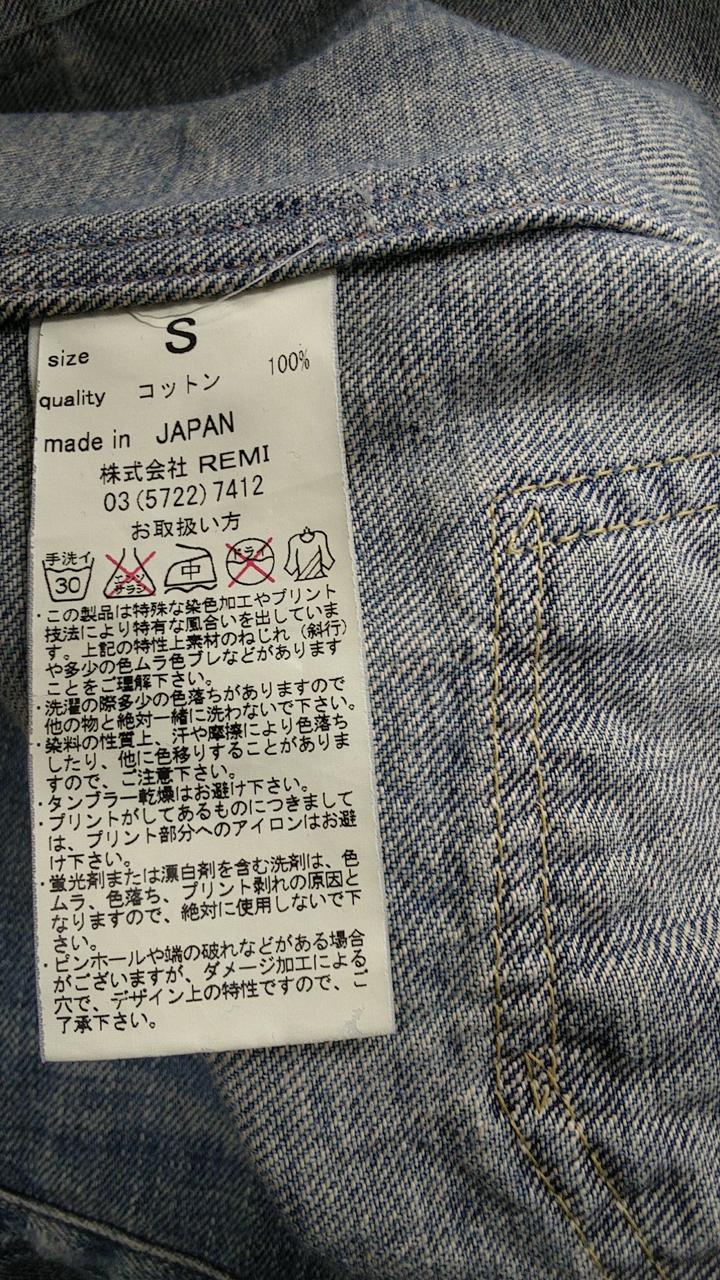 size S
quality コットン 100%
made in JAPAN
株式会社 REMI
03(5722)7412
お取扱い方
手洗イ 30 エンソサラシ 中 ドライ
・この製品は特殊な染色加工やプリント
技法により特有な風合いを出していま
す。上記の特性上素材のねじれ(斜行)
や多少の色ムラ色ブレなどがあります
ことをご理解下さい。
・洗濯の際多少の色落ちがありますので
他の物と絶対一緒に洗わないで下さい。
・染料の性質上、汗や摩擦により色落ち
したり、他に色移りすることがありま
すので、ご注意下さい。
・タンブラー乾燥はお避け下さい。
・プリントがしてあるものにつきまして
は、プリント部分へのアイロンはお避
け下さい。
・蛍光剤または漂白剤を含む洗剤は、色
ムラ、色落ち、プリント剥れの原因と
なりますので、絶対に使用しないで下
さい。
・ピンホールや端の破れなどがある場合
がございますが、ダメージ加工による
穴で、デザイン上の特性ですので、ご
了承下さい。